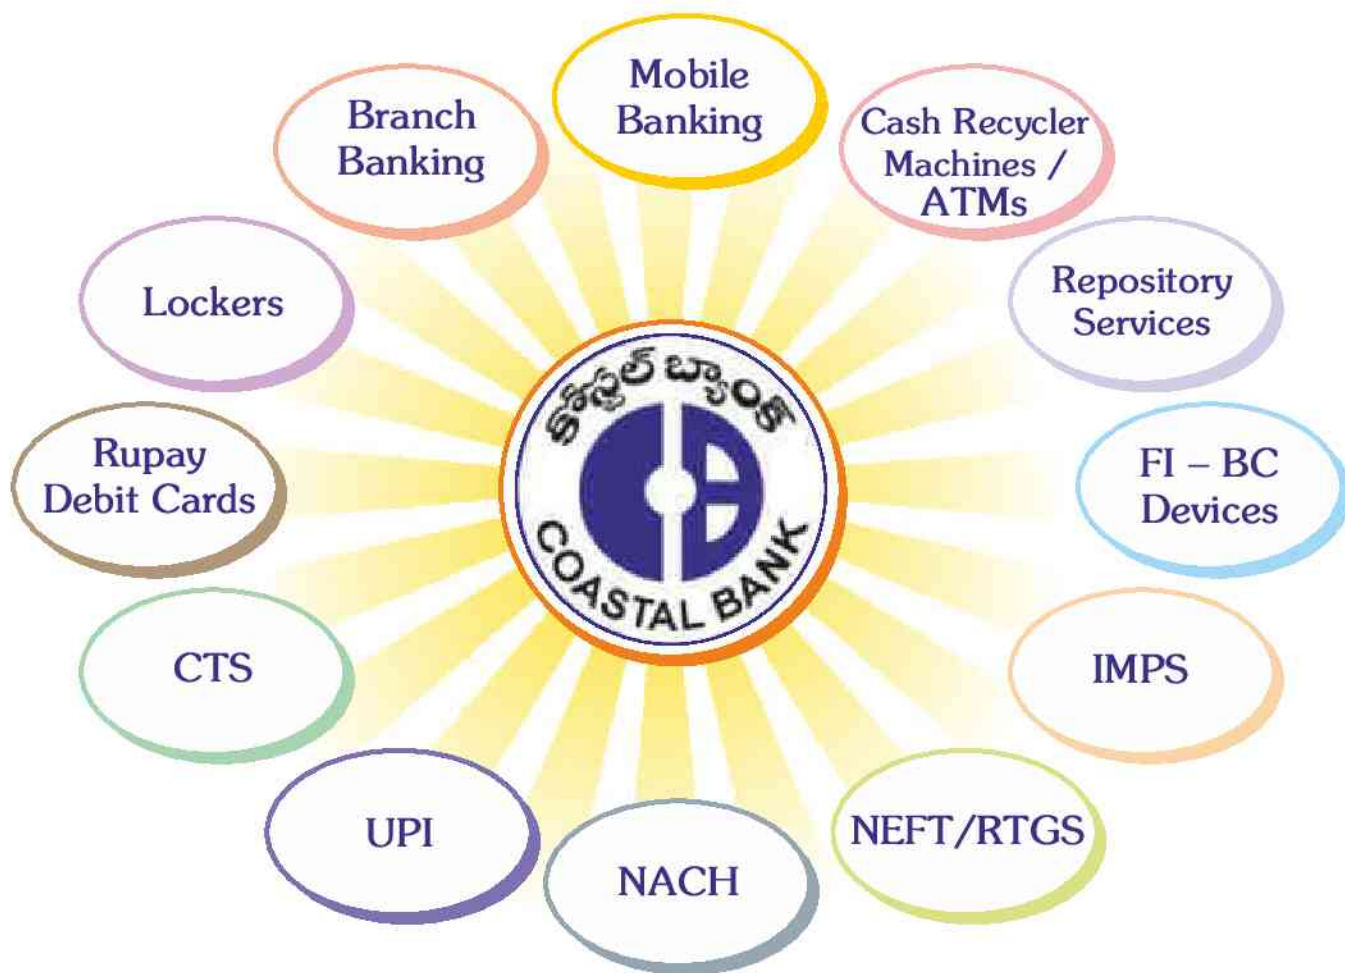 Mobile
Banking
Cash Recycler
Machines /
ATMs
Repository
Services
FI – BC
Devices
IMPS
NEFT/RTGS
NACH
UPI
CTS
Rupay
Debit Cards
Lockers
Branch
Banking
కోస్టల్ బ్యాంక్
COASTAL BANK